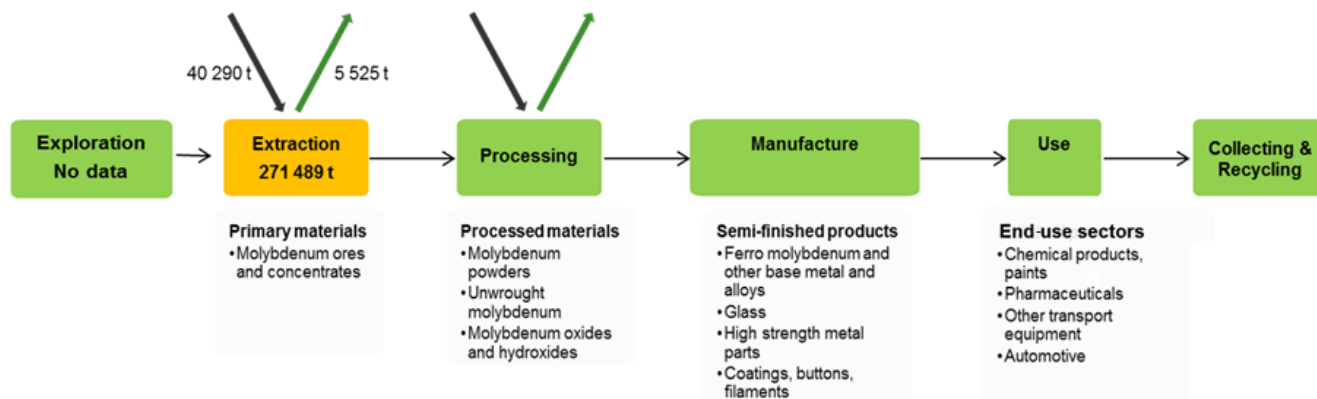 40 290 t
5 525 t
Exploration
No data
Extraction
271 489 t
Processing
Manufacture
Use
Collecting &
Recycling
Primary materials
•Molybdenum ores
and concentrates
Processed materials
•Molybdenum
powders
•Unwrought
molybdenum
•Molybdenum oxides
and hydroxides
Semi-finished products
•Ferro molybdenum and
other base metal and
alloys
•Glass
•High strength metal
parts
•Coatings, buttons,
filaments
End-use sectors
•Chemical products,
paints
•Pharmaceuticals
•Other transport
equipment
•Automotive